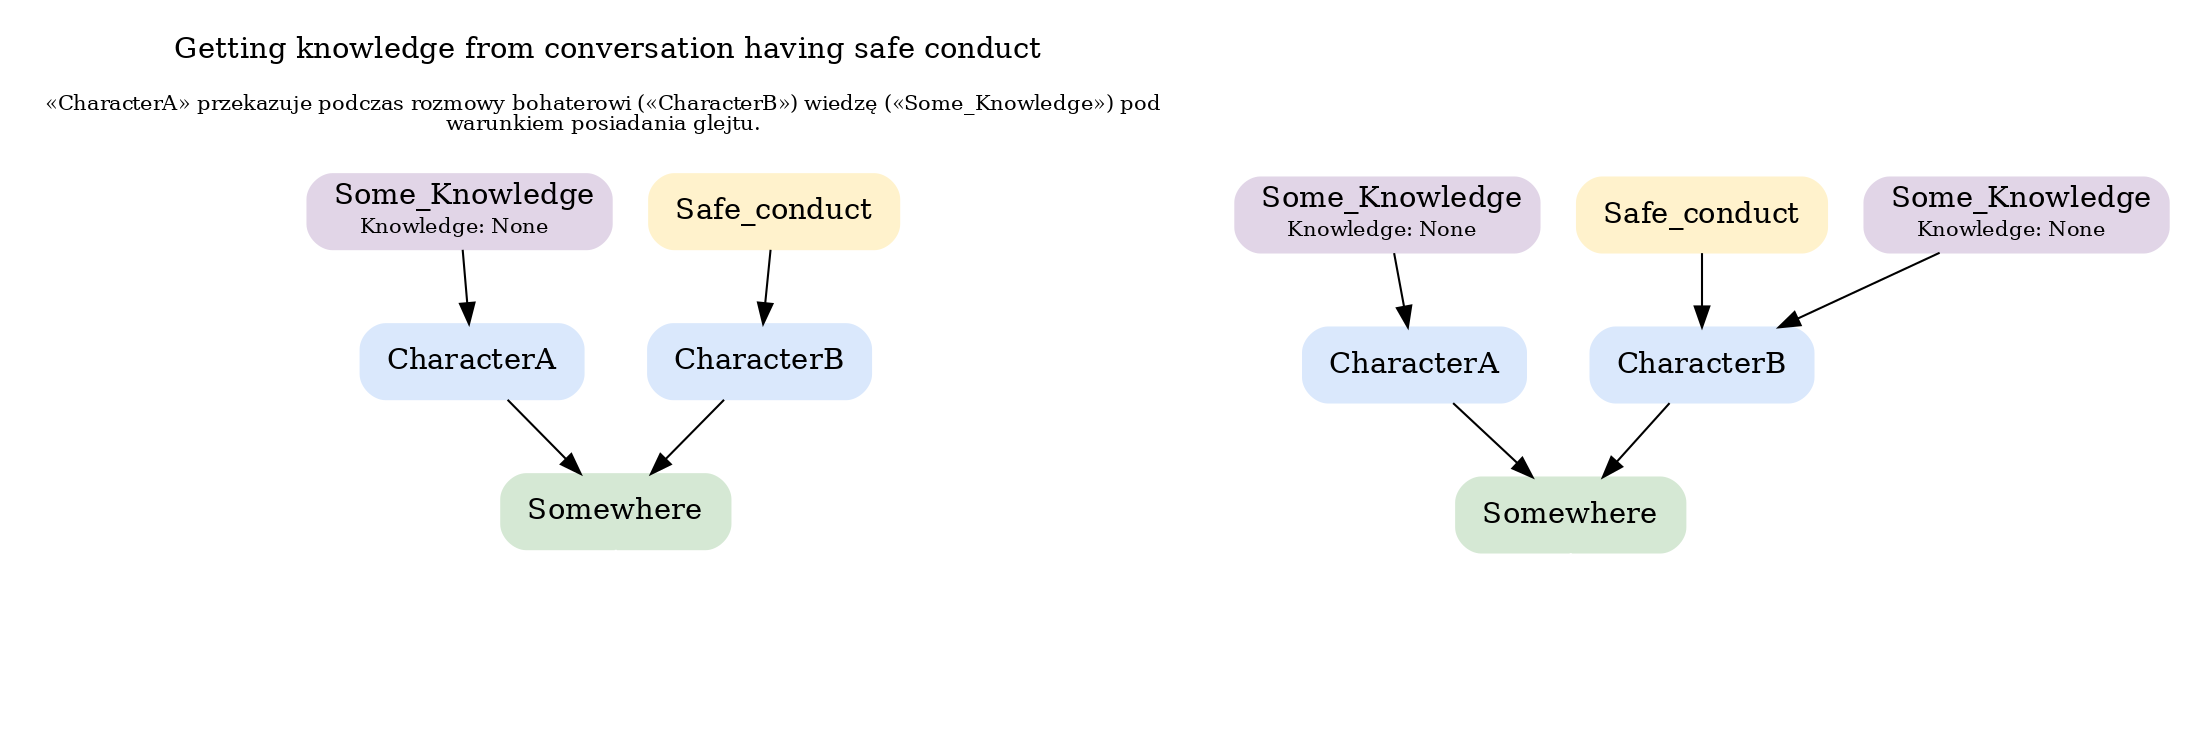 Getting knowledge from conversation having safe conduct
«CharacterA» przekazuje podczas rozmowy bohaterowi («CharacterB») wiedzę («Some_Knowledge») pod
warunkiem posiadania glejtu.
Some_Knowledge
Knowledge: None
Safe_conduct
CharacterA
CharacterB
Somewhere
Some_Knowledge
Knowledge: None
Safe_conduct
Some_Knowledge
Knowledge: None
CharacterA
CharacterB
Somewhere